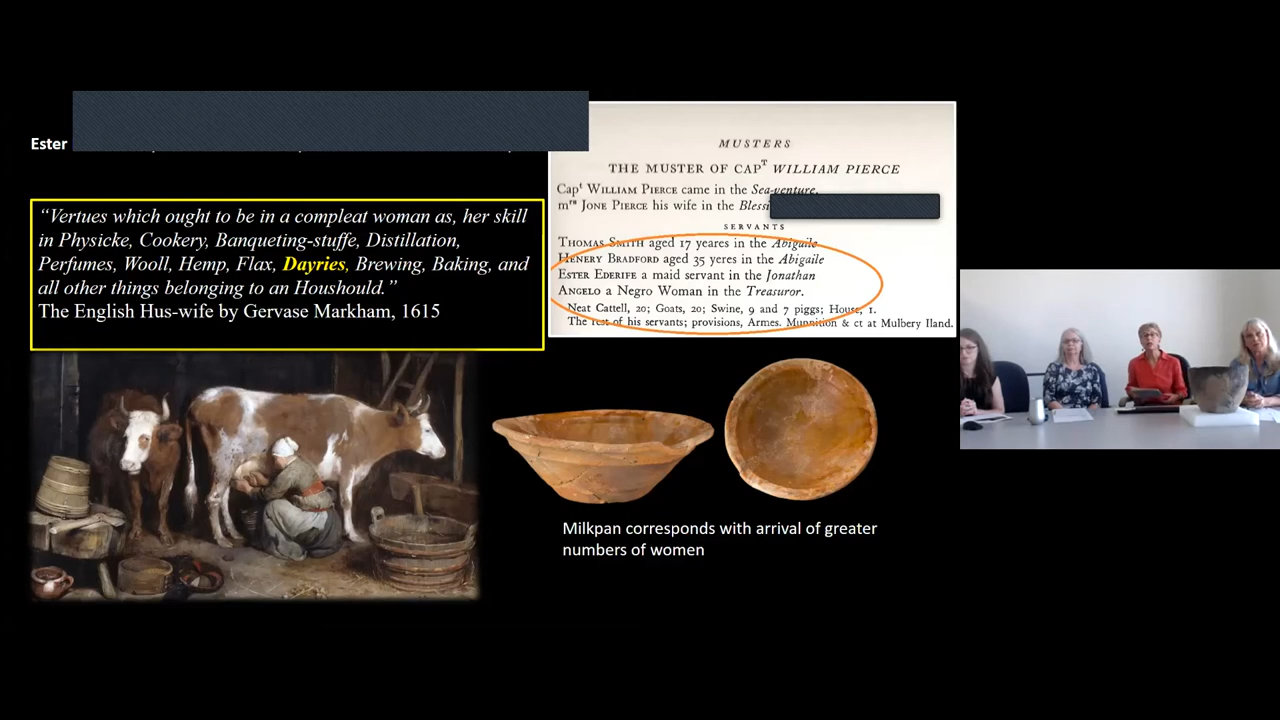 Ester
“Vertues which ought to be in a compleat woman as, her skill
in Physicke, Cookery, Banqueting-stuffe, Distillation,
Perfumes, Wooll, Hemp, Flax, Dayries, Brewing, Baking, and
all other things belonging to an Houshould.”
The English Hus-wife by Gervase Markham, 1615
MUSTERS
THE MUSTER OF CAPT WILLIAM PIERCE
Capt WILLIAM PIERCE came in the Sea-venture.
mrs JONE PIERCE his wife in the
SERVANTS
THOMAS SMITH aged 17 yeares in the Abigaile
HENERY BRADFORD aged 35 yeres in the Abigaile
ESTER EDERIFE a maid servant in the Jonathan
ANGELO a Negro Woman in the Treasuror.
Neat Cattell, 20; Goats, 20; Swine, 9 and 7 piggs; House, 1.
The rest of his servants; provisions, Armes. Munnition & ct at Mulbery Iland.
Milkpan corresponds with arrival of greater
numbers of women